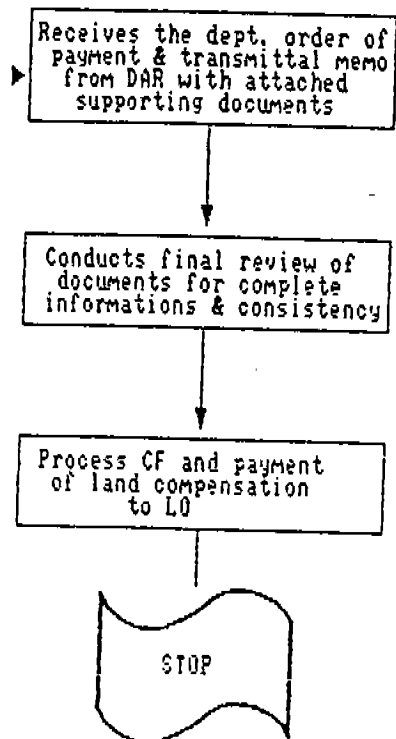 Receives the dept. order of
payment & transmittal memo
from DAR with attached
supporting documents
Conducts final review of
documents for complete
informations & consistency
Process CF and payment
of land compensation
to LO
STOP